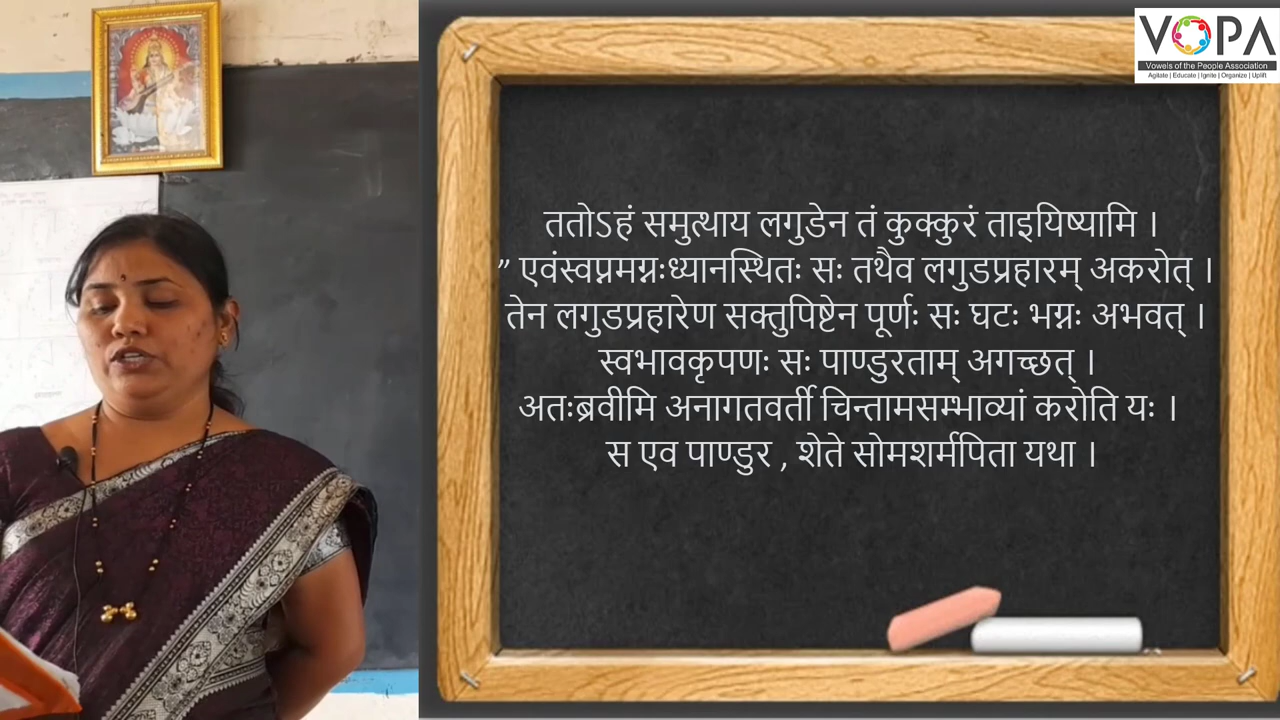 VOPA
Vowels of the People Association
Agitate | Educate | Ignite | Organize | Uplift
ततोऽहं समुत्थाय लगुडेन तं कुक्कुरं ताइयिष्यामि ।
” एवंस्वप्नमग्नःध्यानस्थितः सः तथैव लगुडप्रहारम् अकरोत् ।
तेन लगुडप्रहारेण सक्तुपिष्टेन पूर्णः सः घटः भग्नः अभवत् ।
स्वभावकृपणः सः पाण्डुरताम् अगच्छत् ।
अतःब्रवीमि अनागतवर्ती चिन्तामसम्भाव्यां करोति यः ।
स एव पाण्डुर , शेते सोमशर्मपिता यथा ।